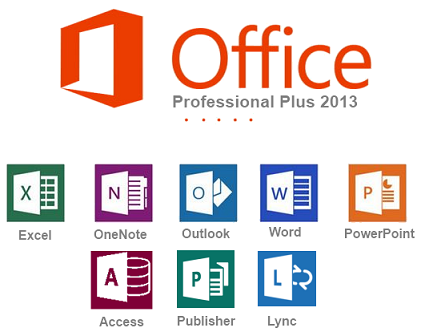 Office
Professional Plus 2013
X N O W P
Excel OneNote Outlook Word PowerPoint
A P L
Access Publisher Lync